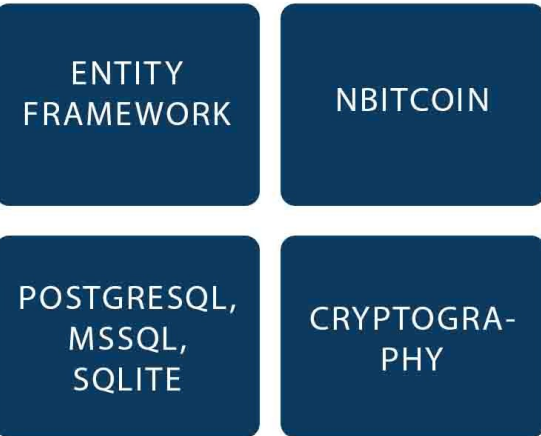 ENTITY
FRAMEWORK
NBITCOIN
POSTGRESQL,
MSSQL,
SQLITE
CRYPTOGRA-
PHY